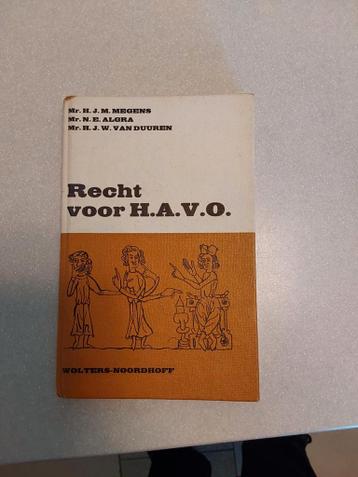 Mr. H. J. M. MEGENS
Mr. N. E. ALGRA
Mr. H. J. W. VAN DUUREN
Recht
voor H.A.V.O.
WOLTERS-NOORDHOFF